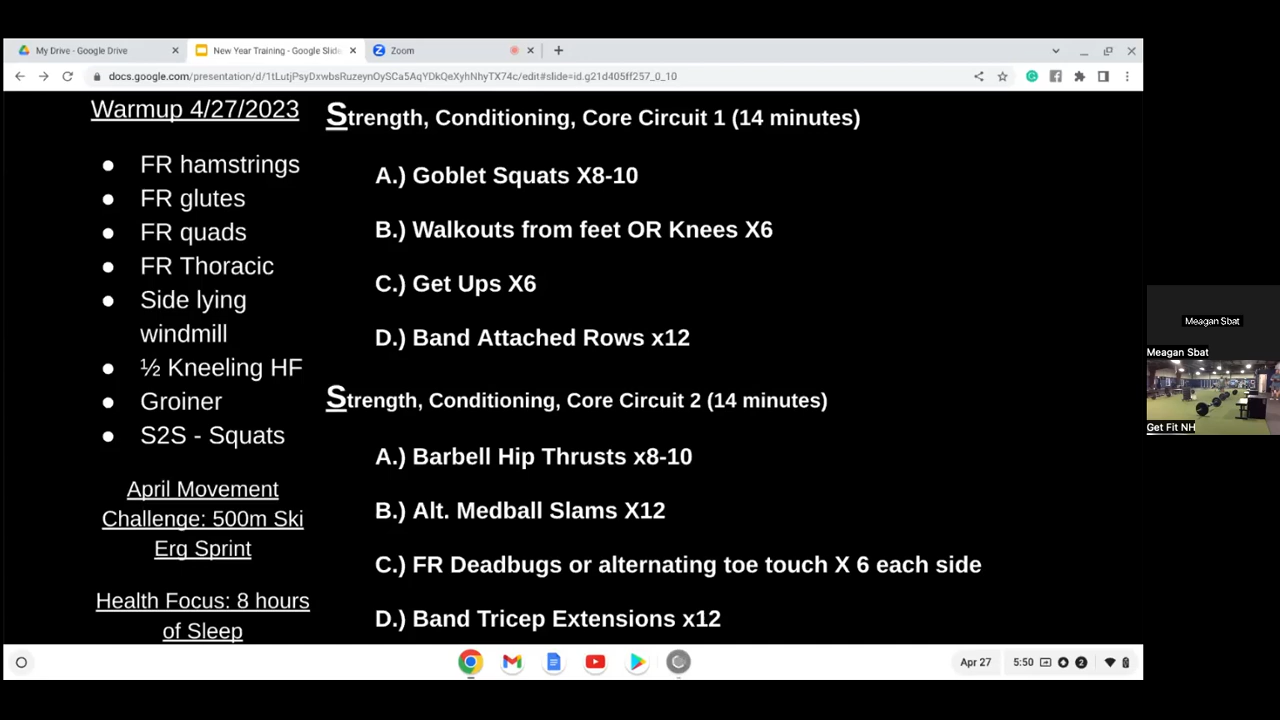 My Drive - Google Drive
New Year Training - Google Slide
Zoom
docs.google.com/presentation/d/1tLutjPsyDxwbsRuzeynOySCa5AqYDkQeXyhNhyTX74c/edit#slide=id.g21d405ff257_0_10
Warmup 4/27/2023
● FR hamstrings
● FR glutes
● FR quads
● FR Thoracic
● Side lying
windmill
● ½ Kneeling HF
● Groiner
● S2S - Squats
April Movement
Challenge: 500m Ski
Erg Sprint
Health Focus: 8 hours
of Sleep
Strength, Conditioning, Core Circuit 1 (14 minutes)
A.) Goblet Squats X8-10
B.) Walkouts from feet OR Knees X6
C.) Get Ups X6
D.) Band Attached Rows x12
Strength, Conditioning, Core Circuit 2 (14 minutes)
A.) Barbell Hip Thrusts x8-10
B.) Alt. Medball Slams X12
C.) FR Deadbugs or alternating toe touch X 6 each side
D.) Band Tricep Extensions x12
Meagan Sbat
Meagan Sbat
Get Fit NH
Apr 27
5:50
2